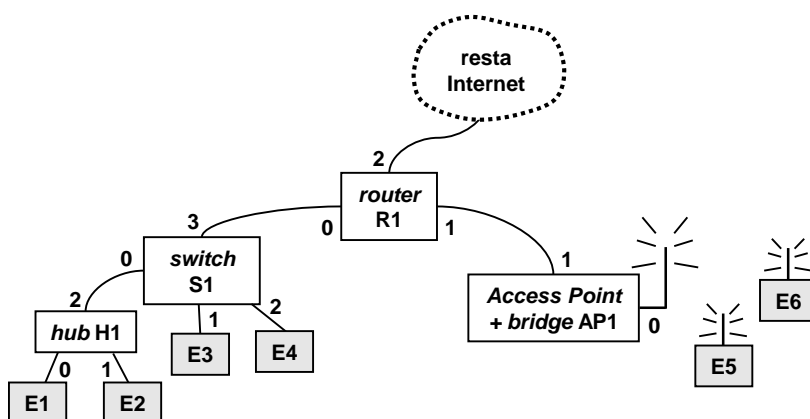 resta
Internet
2
router
R1
0
1
3
0
switch
S1
1
2
2
hub H1
0
1
E1
E2
E3
E4
1
Access Point
+ bridge AP1
0
E5
E6